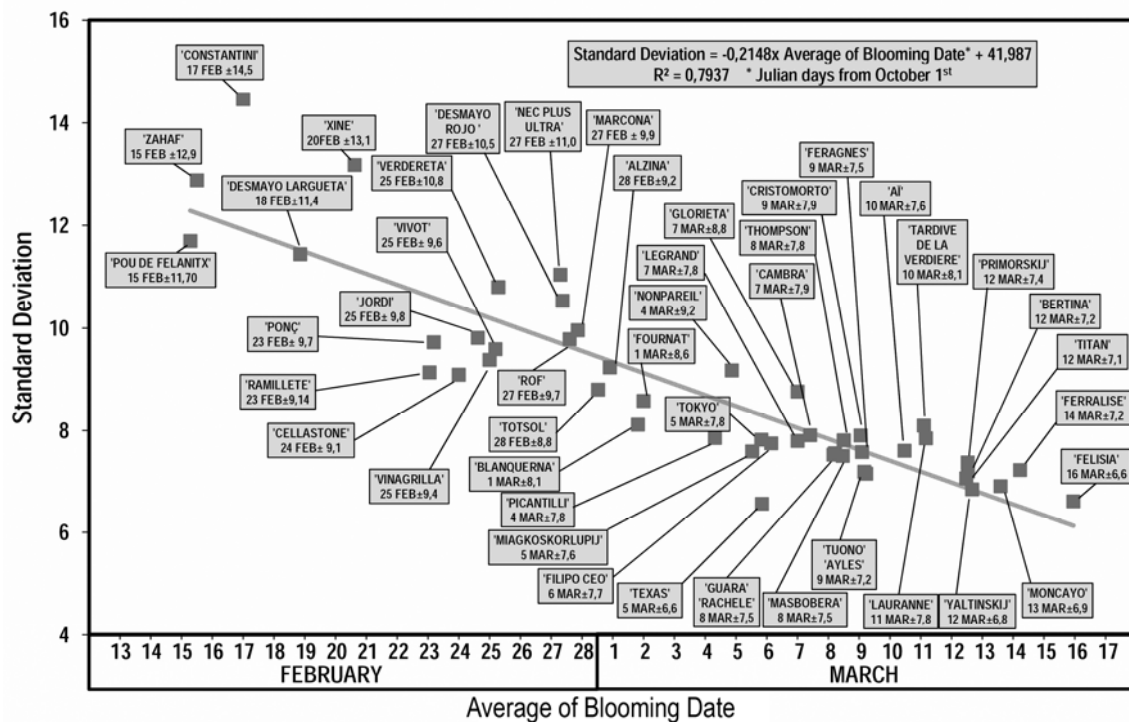 16
14
12
10
8
6
4
Standard Deviation
Standard Deviation = -0,2148x Average of Blooming Date* + 41,987
R² = 0,7937 * Julian days from October 1st
'CONSTANTINI'
17 FEB ±14,5
'ZAHAF'
15 FEB ±12,9
'XINE'
20FEB ±13,1
'DESMAYO
ROJO '
27 FEB±10,5
'NEC PLUS
ULTRA'
27 FEB ±11,0
'MARCONA'
27 FEB ± 9,9
'VERDERETA'
25 FEB±10,8
'ALZINA'
28 FEB±9,2
'FERAGNES'
9 MAR±7,5
'DESMAYO LARGUETA'
18 FEB±11,4
'CRISTOMORTO'
9 MAR±7,9
'AÏ'
10 MAR±7,6
'VIVOT'
25 FEB± 9,6
'GLORIETA'
7 MAR±8,8
'THOMPSON'
8 MAR±7,8
'TARDIVE
DE LA
VERDIERE'
10 MAR±8,1
'POU DE FELANITX'
15 FEB±11,70
'LEGRAND'
7 MAR±7,8
'CAMBRA'
7 MAR±7,9
'PRIMORSKIJ'
12 MAR±7,4
'JORDI'
25 FEB± 9,8
'NONPAREIL'
4 MAR±9,2
'BERTINA'
12 MAR±7,2
'PONÇ'
23 FEB± 9,7
'FOURNAT'
1 MAR±8,6
'TITAN'
12 MAR±7,1
'RAMILLETE'
23 FEB±9,14
'ROF'
27 FEB±9,7
'TOKYO'
5 MAR±7,8
'FERRALISE'
14 MAR±7,2
'CELLASTONE'
24 FEB± 9,1
'TOTSOL'
28 FEB±8,8
'FELISIA'
16 MAR±6,6
'VINAGRILLA'
25 FEB±9,4
'BLANQUERNA'
1 MAR±8,1
'PICANTILLI'
4 MAR±7,8
'MIAGKOSKORLUPIJ'
5 MAR±7,6
'FILIPO CEO'
6 MAR±7,7
'TEXAS'
5 MAR±6,6
'GUARA'
'RACHELE'
8 MAR±7,5
'MASBOBERA'
8 MAR±7,5
'TUONO'
'AYLES'
9 MAR±7,2
'LAURANNE'
11 MAR±7,8
'YALTINSKIJ'
12 MAR±6,8
'MONCAYO'
13 MAR±6,9
13 14 15 16 17 18 19 20 21 22 23 24 25 26 27 28 1 2 3 4 5 6 7 8 9 10 11 12 13 14 15 16 17
FEBRUARY MARCH
Average of Blooming Date